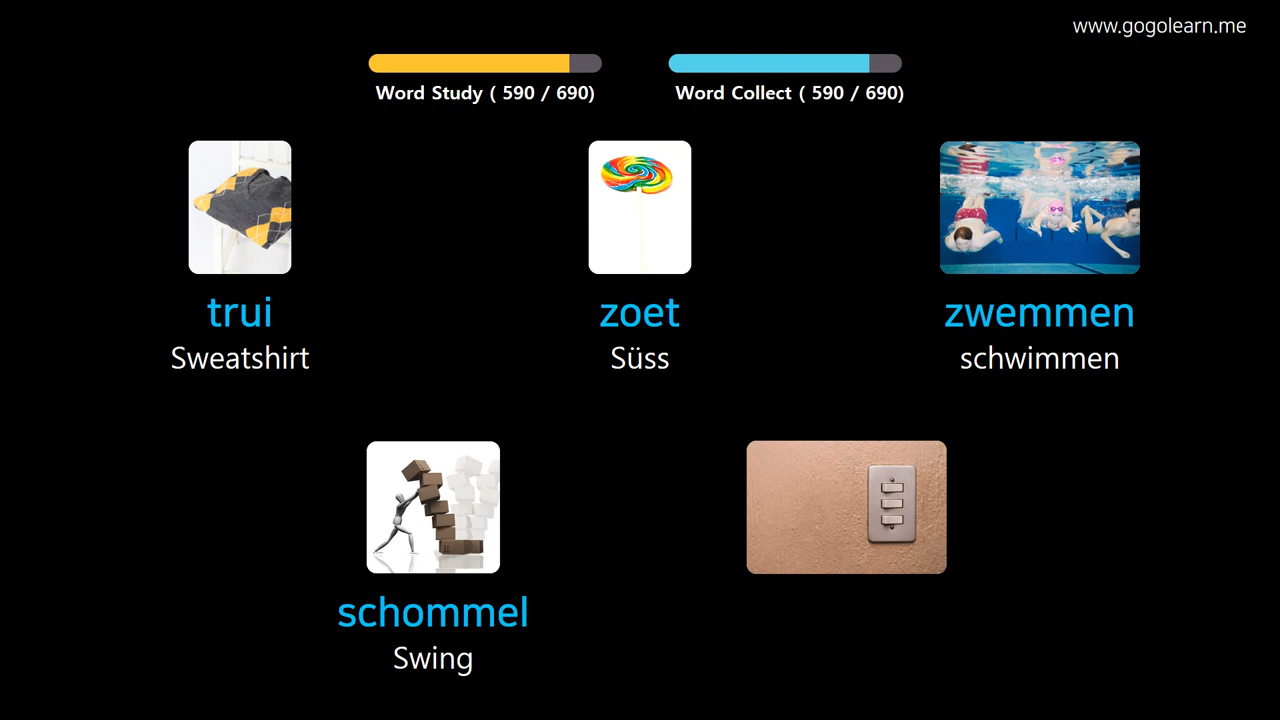 www.gogolearn.me
Word Study ( 590 / 690)
Word Collect ( 590 / 690)
trui
Sweatshirt
zoet
Süss
zwemmen
schwimmen
schommel
Swing